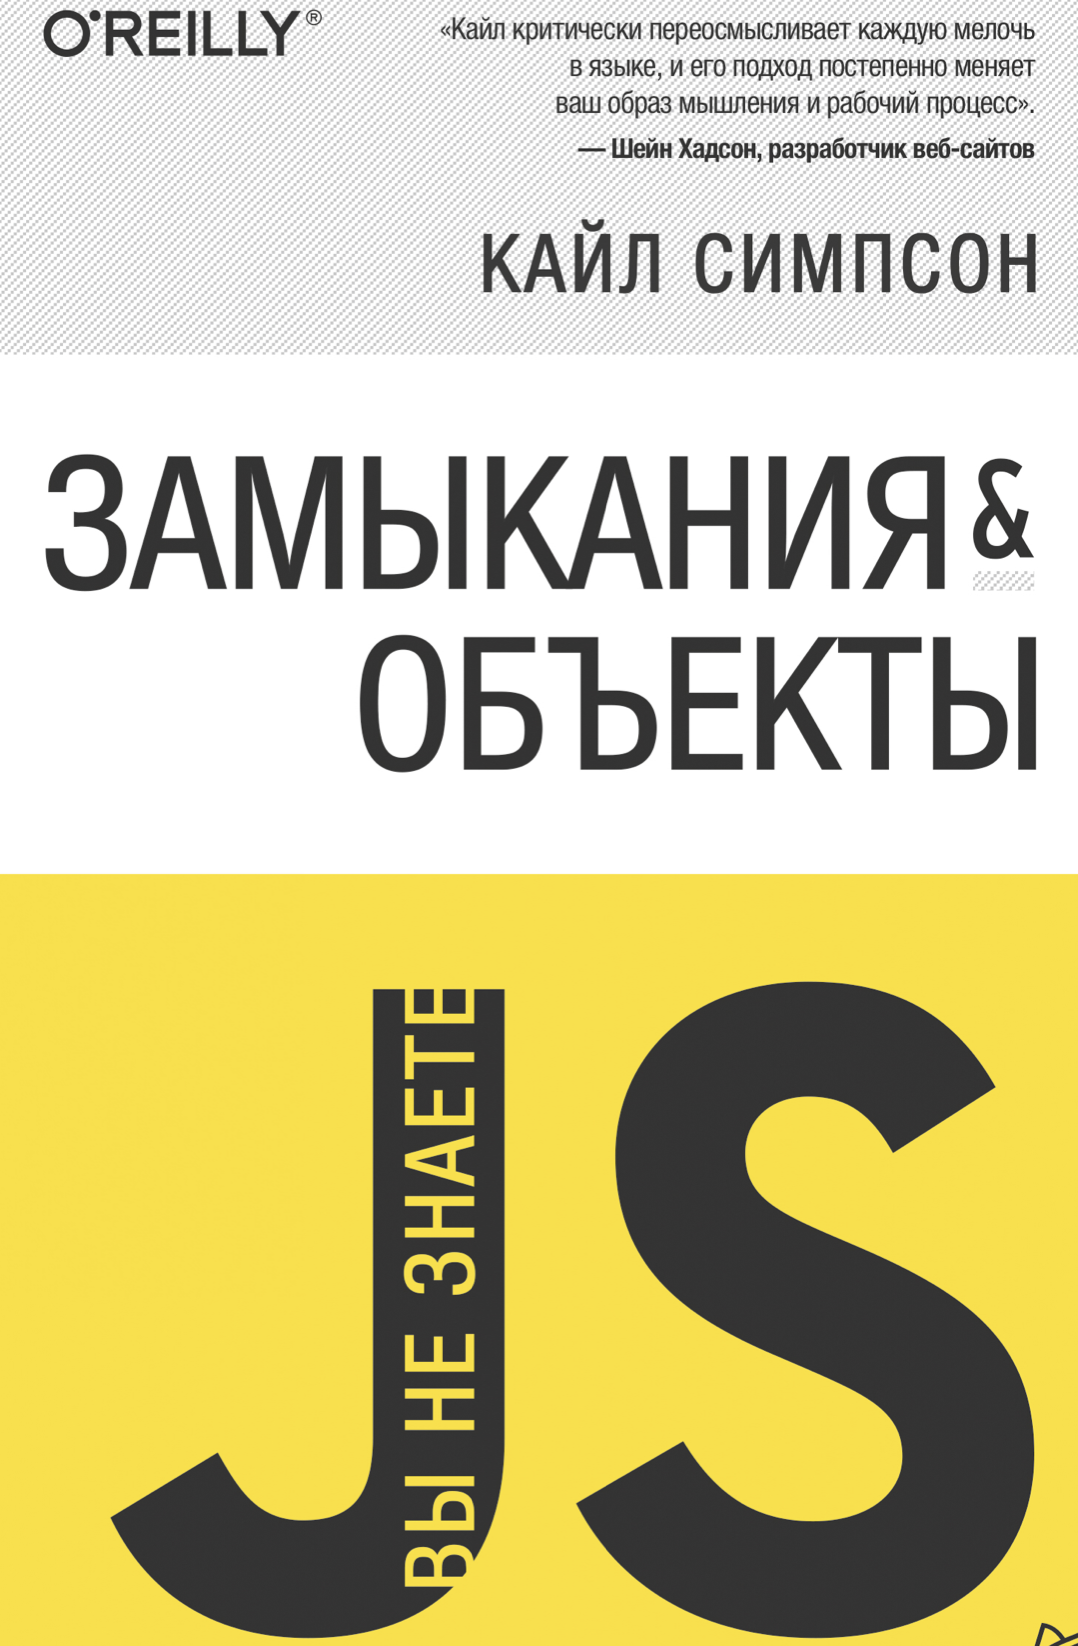 O'REILLY®
«Кайл критически переосмысливает каждую мелочь
в языке, и его подход постепенно меняет
ваш образ мышления и рабочий процесс».
— Шейн Хадсон, разработчик веб-сайтов
КАЙЛ СИМПСОН
ЗАМЫКАНИЯ &
ОБЪЕКТЫ
ВЫ НЕ ЗНАЕТЕ
JS